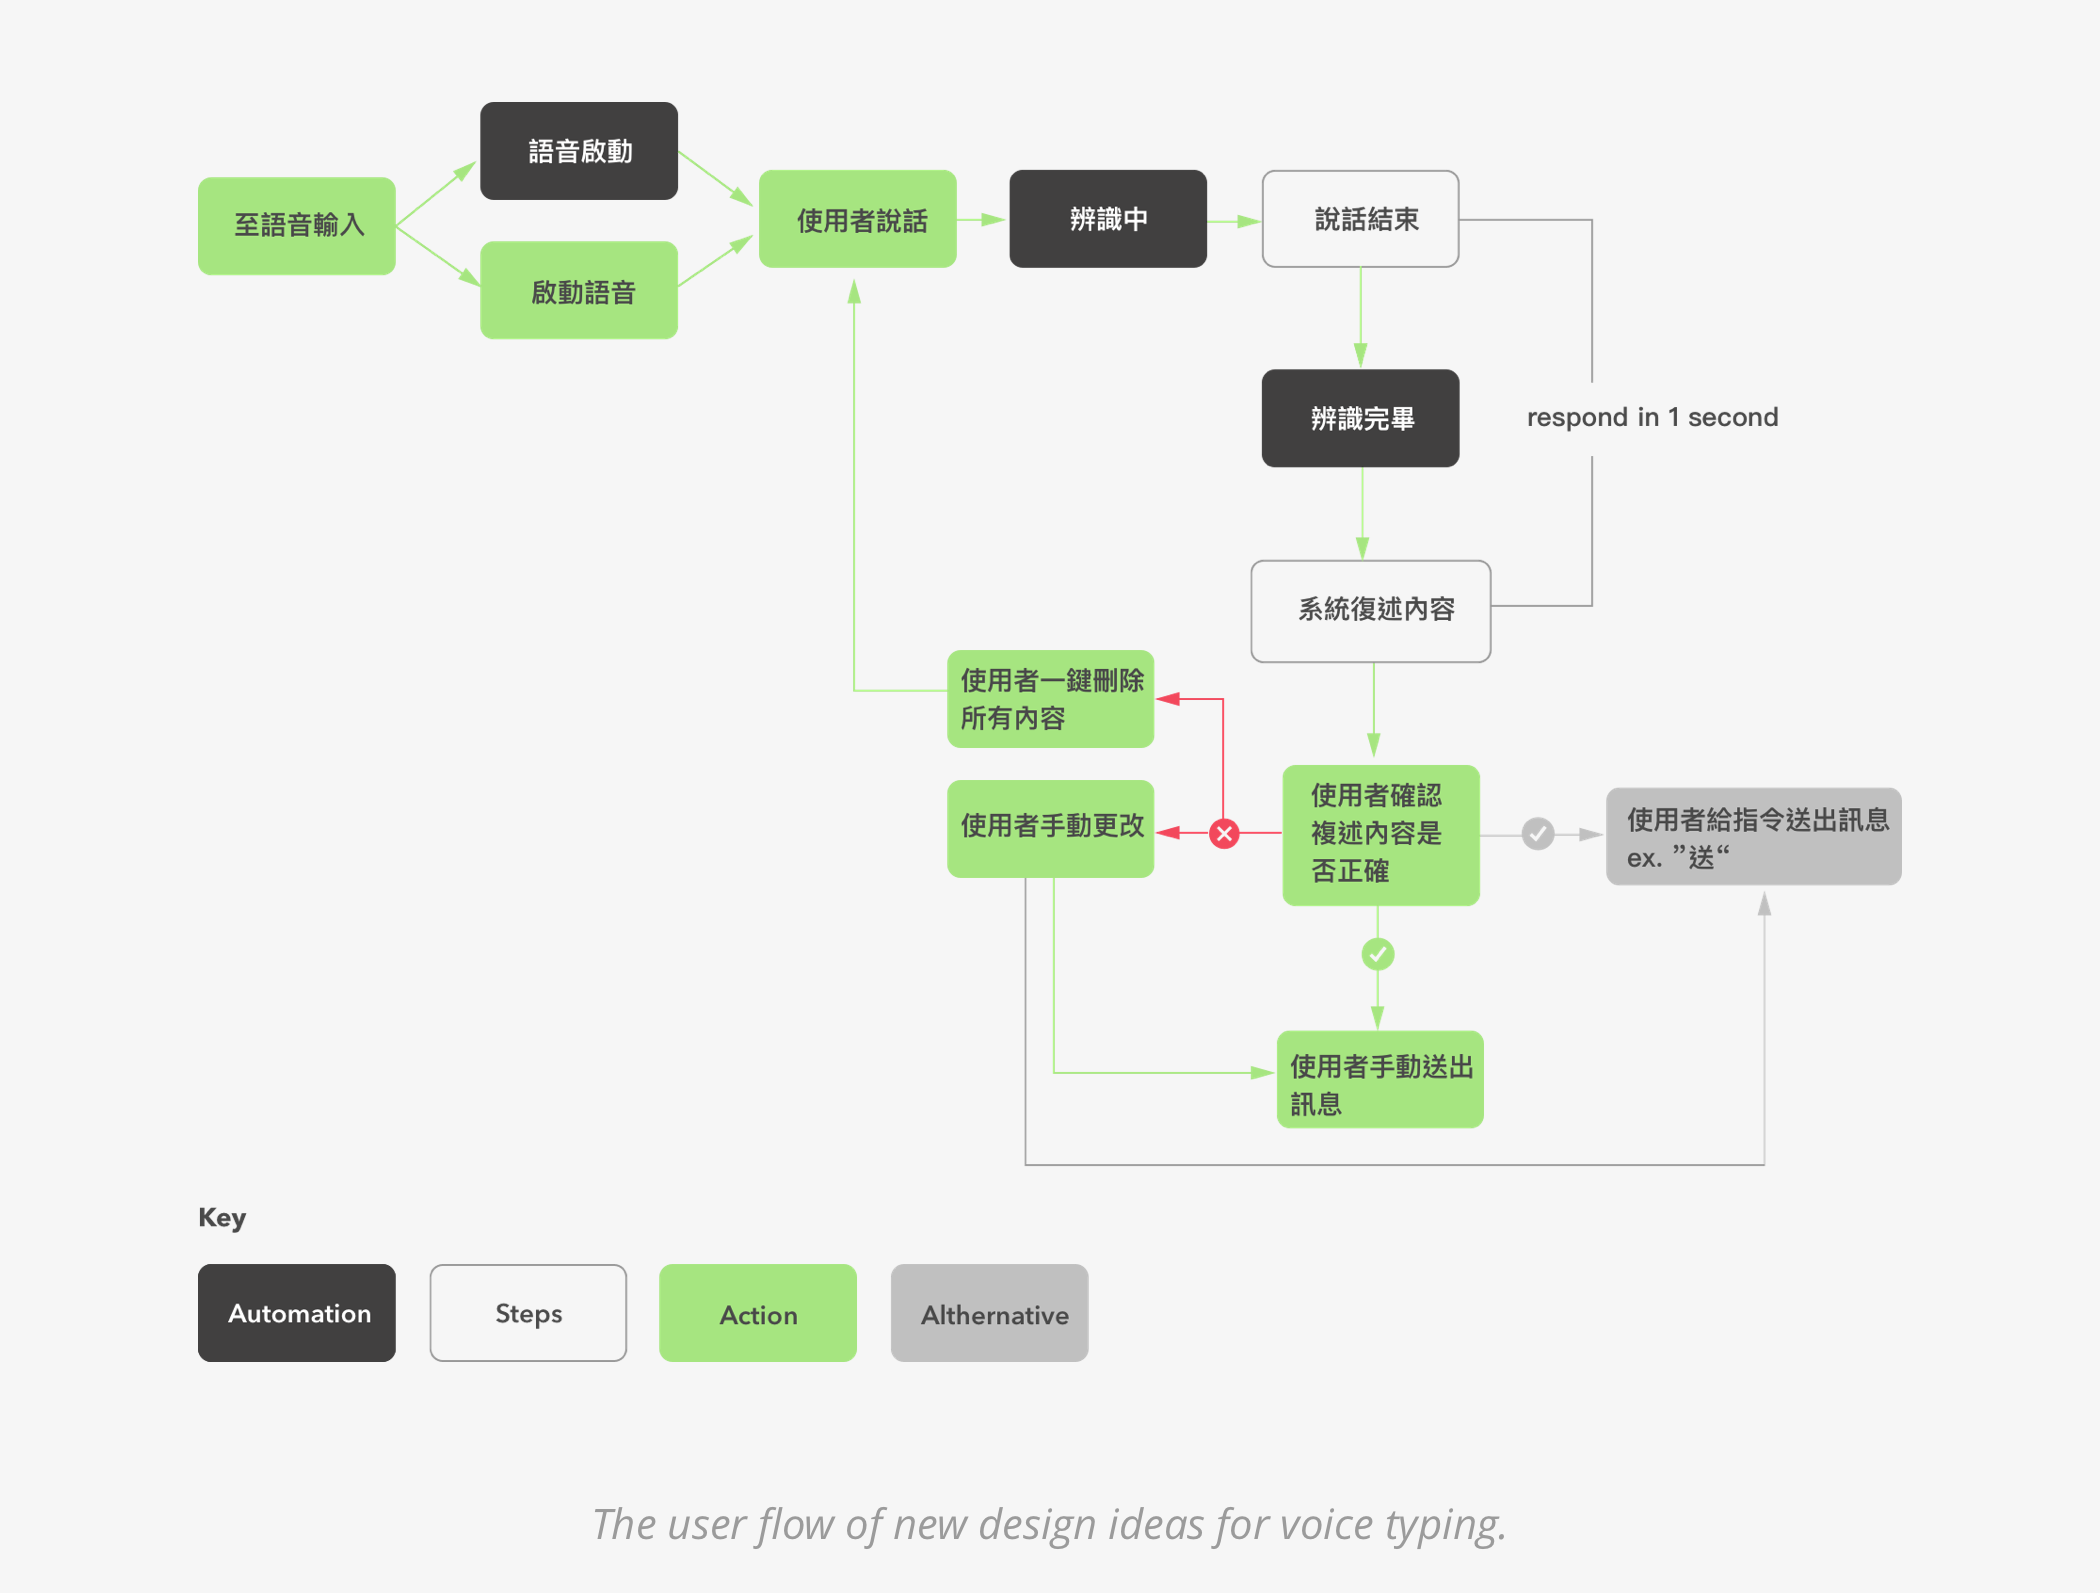 語音啟動
至語音輸入
啟動語音
使用者說話
辨識中
說話結束
辨識完畢
respond in 1 second
系統復述內容
使用者一鍵刪除
所有內容
使用者手動更改
使用者確認
複述內容是
否正確
使用者給指令送出訊息
ex. ”送“
使用者手動送出
訊息
Key
Automation
Steps
Action
Althernative
The user flow of new design ideas for voice typing.